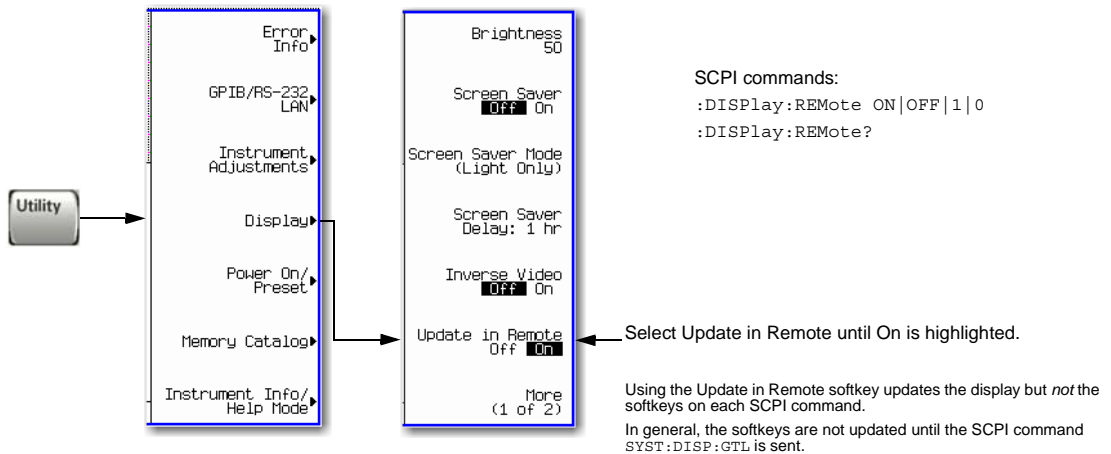 Utility
Error
Info
GPIB/RS-232
LAN
Instrument
Adjustments
Display
Power On/
Preset
Memory Catalog
Instrument Info/
Help Mode
Brightness
50
Screen Saver
Off On
Screen Saver Mode
(Light Only)
Screen Saver
Delay: 1 hr
Inverse Video
Off On
Update in Remote
Off On
More
(1 of 2)
SCPI commands:
:DISPlay:REMote ON|OFF|1|0
:DISPlay:REMote?
Select Update in Remote until On is highlighted.
Using the Update in Remote softkey updates the display but not the
softkeys on each SCPI command.
In general, the softkeys are not updated until the SCPI command
SYST:DISP:GTL is sent.